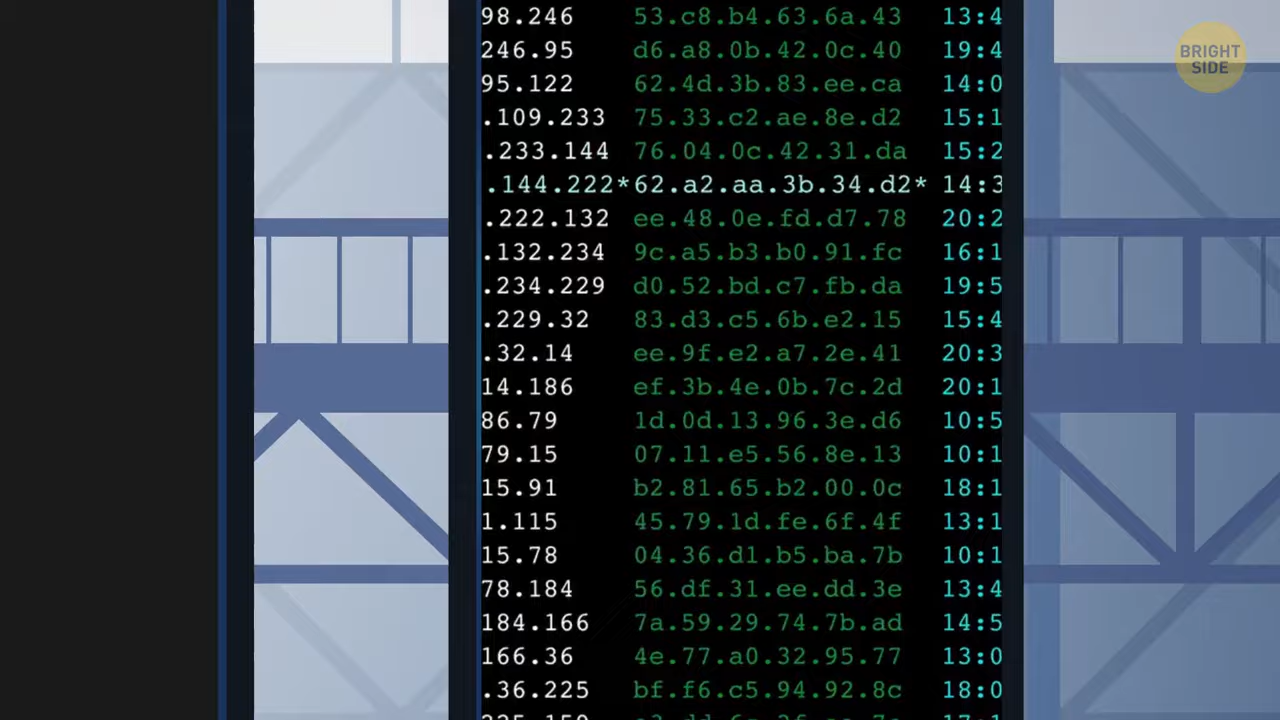 98.246 53.c8.b4.63.6a.43 13:4
BRIGHT
SIDE
246.95 d6.a8.0b.42.0c.40 19:4
95.122 62.4d.3b.83.ee.ca 14:0
.109.233 75.33.c2.ae.8e.d2 15:1
.233.144 76.04.0c.42.31.da 15:2
.144.222*62.a2.aa.3b.34.d2* 14:3
.222.132 ee.48.0e.fd.d7.78 20:2
.132.234 9c.a5.b3.b0.91.fc 16:1
.234.229 d0.52.bd.c7.fb.da 19:5
.229.32 83.d3.c5.6b.e2.15 15:4
.32.14 ee.9f.e2.a7.2e.41 20:3
14.186 ef.3b.4e.0b.7c.2d 20:1
86.79 1d.0d.13.96.3e.d6 10:5
79.15 07.11.e5.56.8e.13 10:1
15.91 b2.81.65.b2.00.0c 18:1
1.115 45.79.1d.fe.6f.4f 13:1
15.78 04.36.d1.b5.ba.7b 10:1
78.184 56.df.31.ee.dd.3e 13:4
184.166 7a.59.29.74.7b.ad 14:5
166.36 4e.77.a0.32.95.77 13:0
.36.225 bf.f6.c5.94.92.8c 18:0